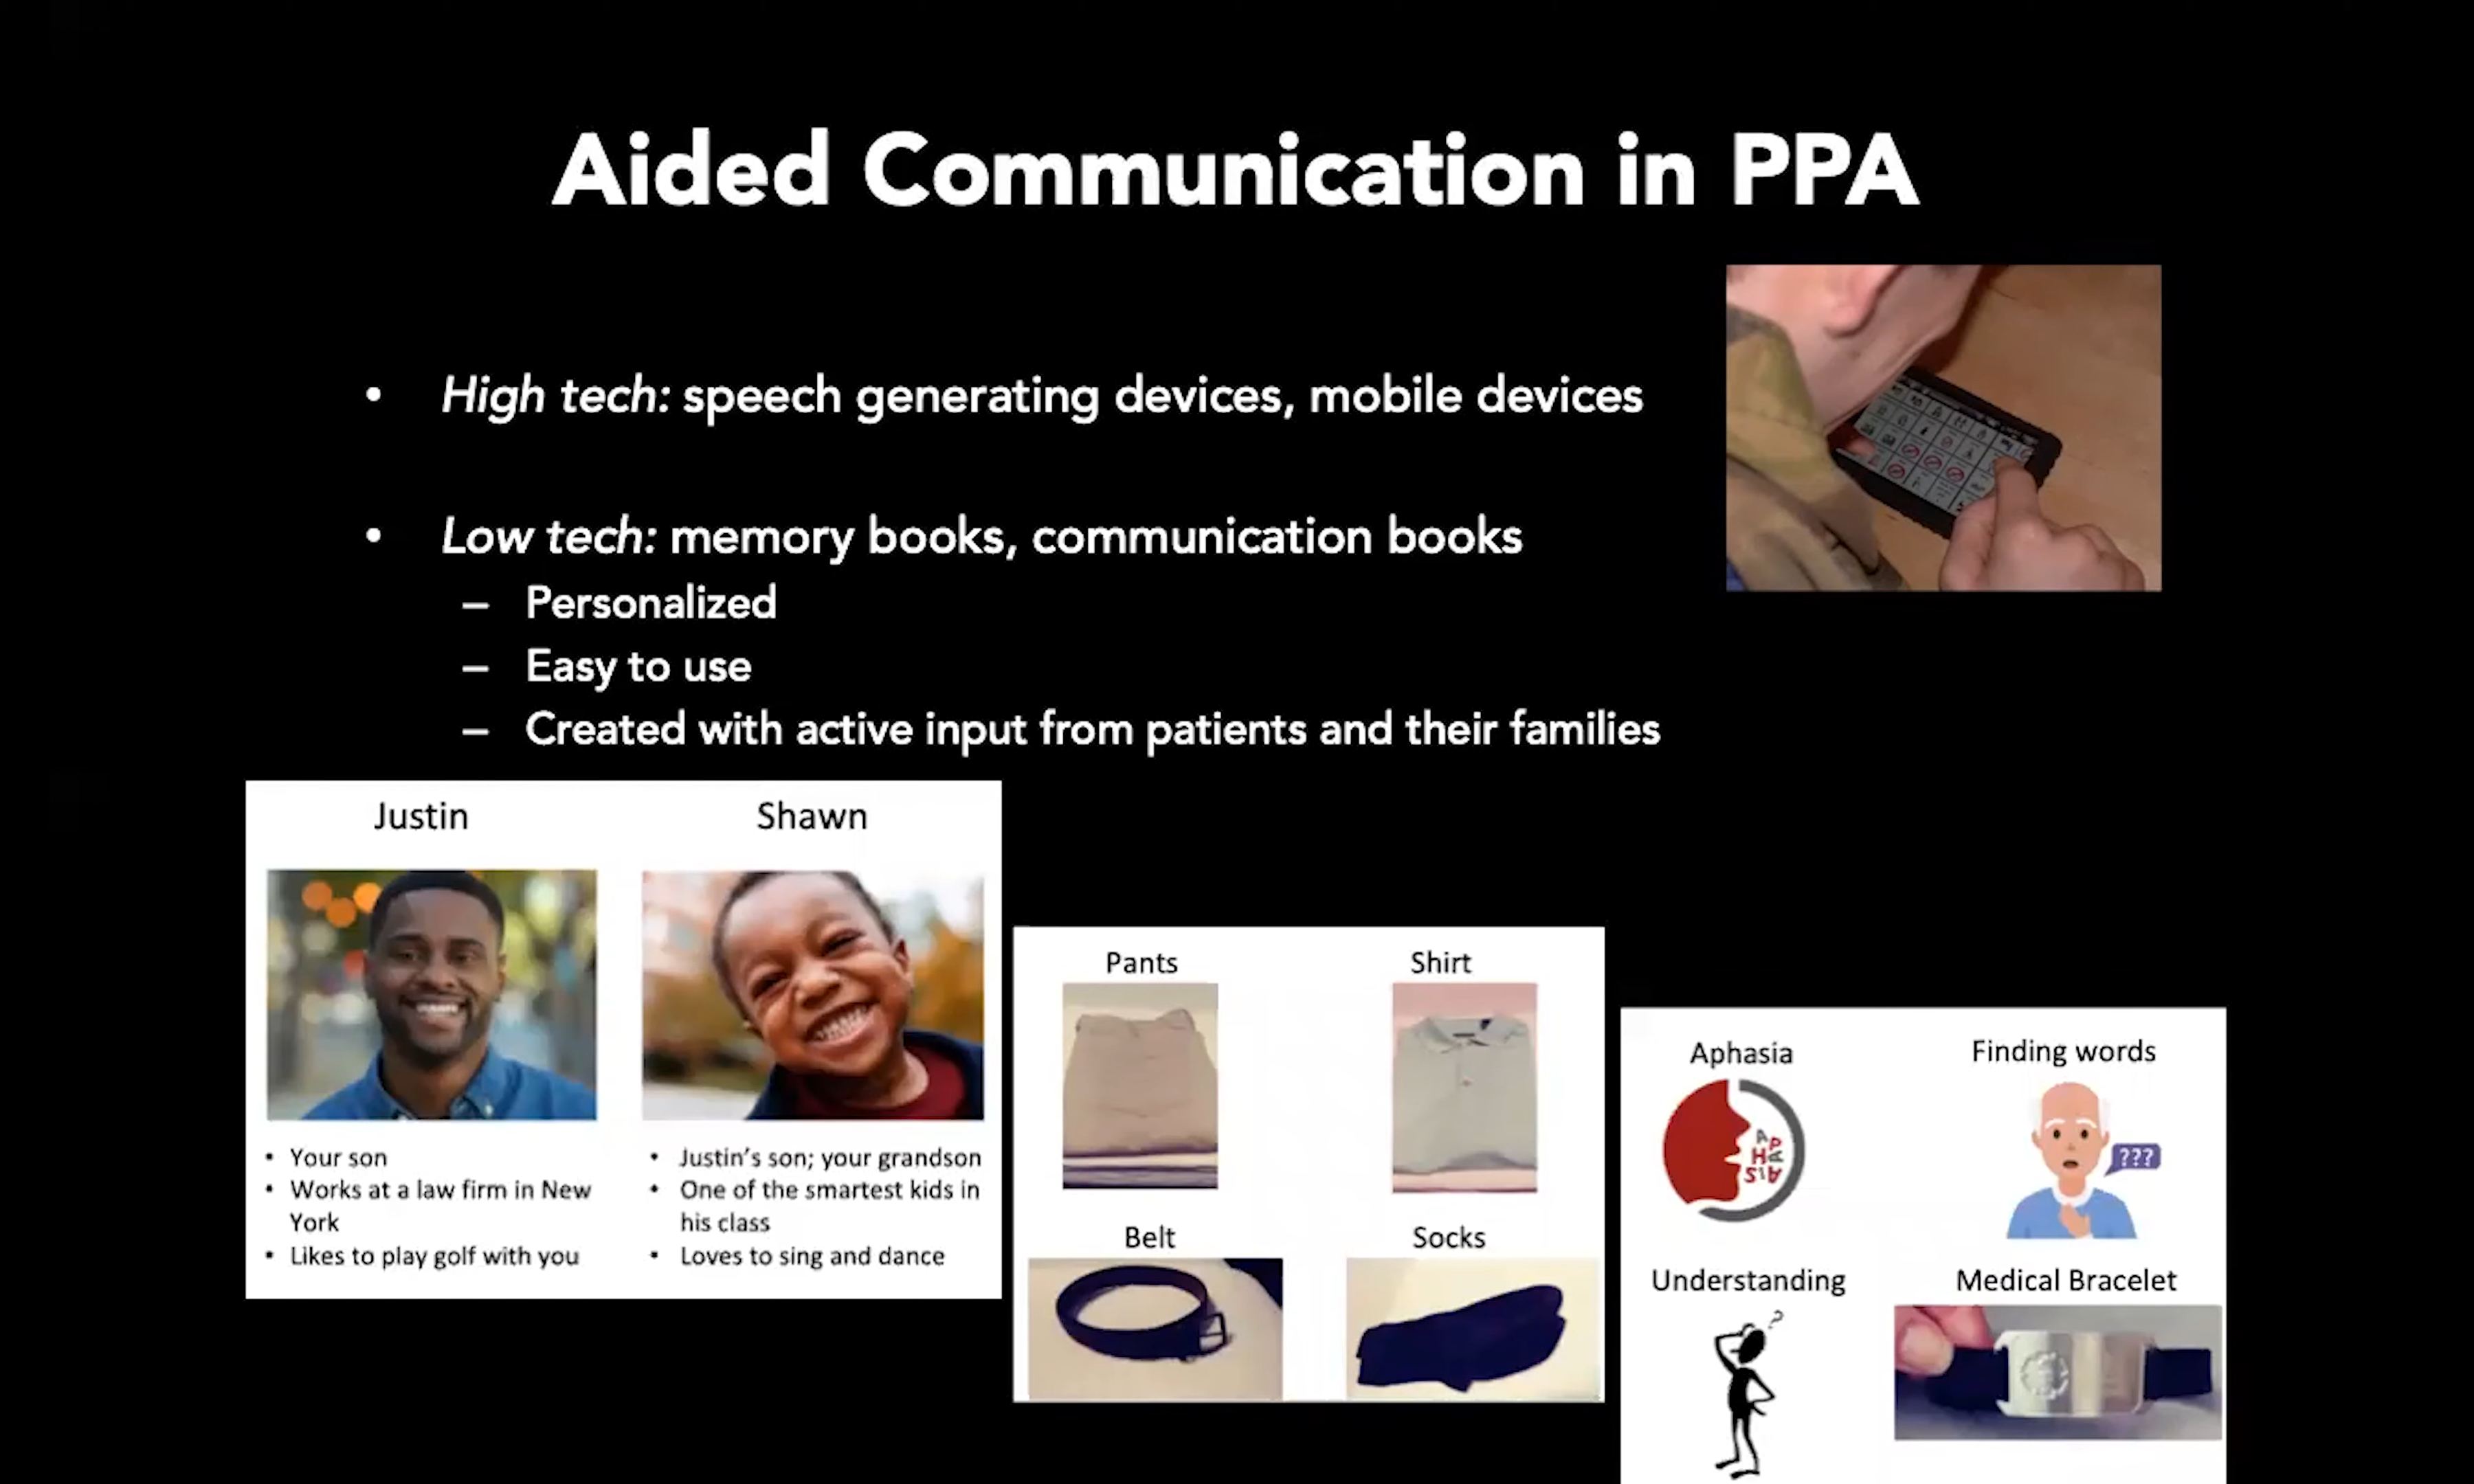 Aided Communication in PPA
• High tech: speech generating devices, mobile devices
• Low tech: memory books, communication books
– Personalized
– Easy to use
– Created with active input from patients and their families
Justin
• Your son
• Works at a law firm in New
York
• Likes to play golf with you
Shawn
• Justin's son; your grandson
• One of the smartest kids in
his class
• Loves to sing and dance
Pants
Shirt
Belt
Socks
Aphasia
APHASIA
Finding words
???
Understanding
?
Medical Bracelet